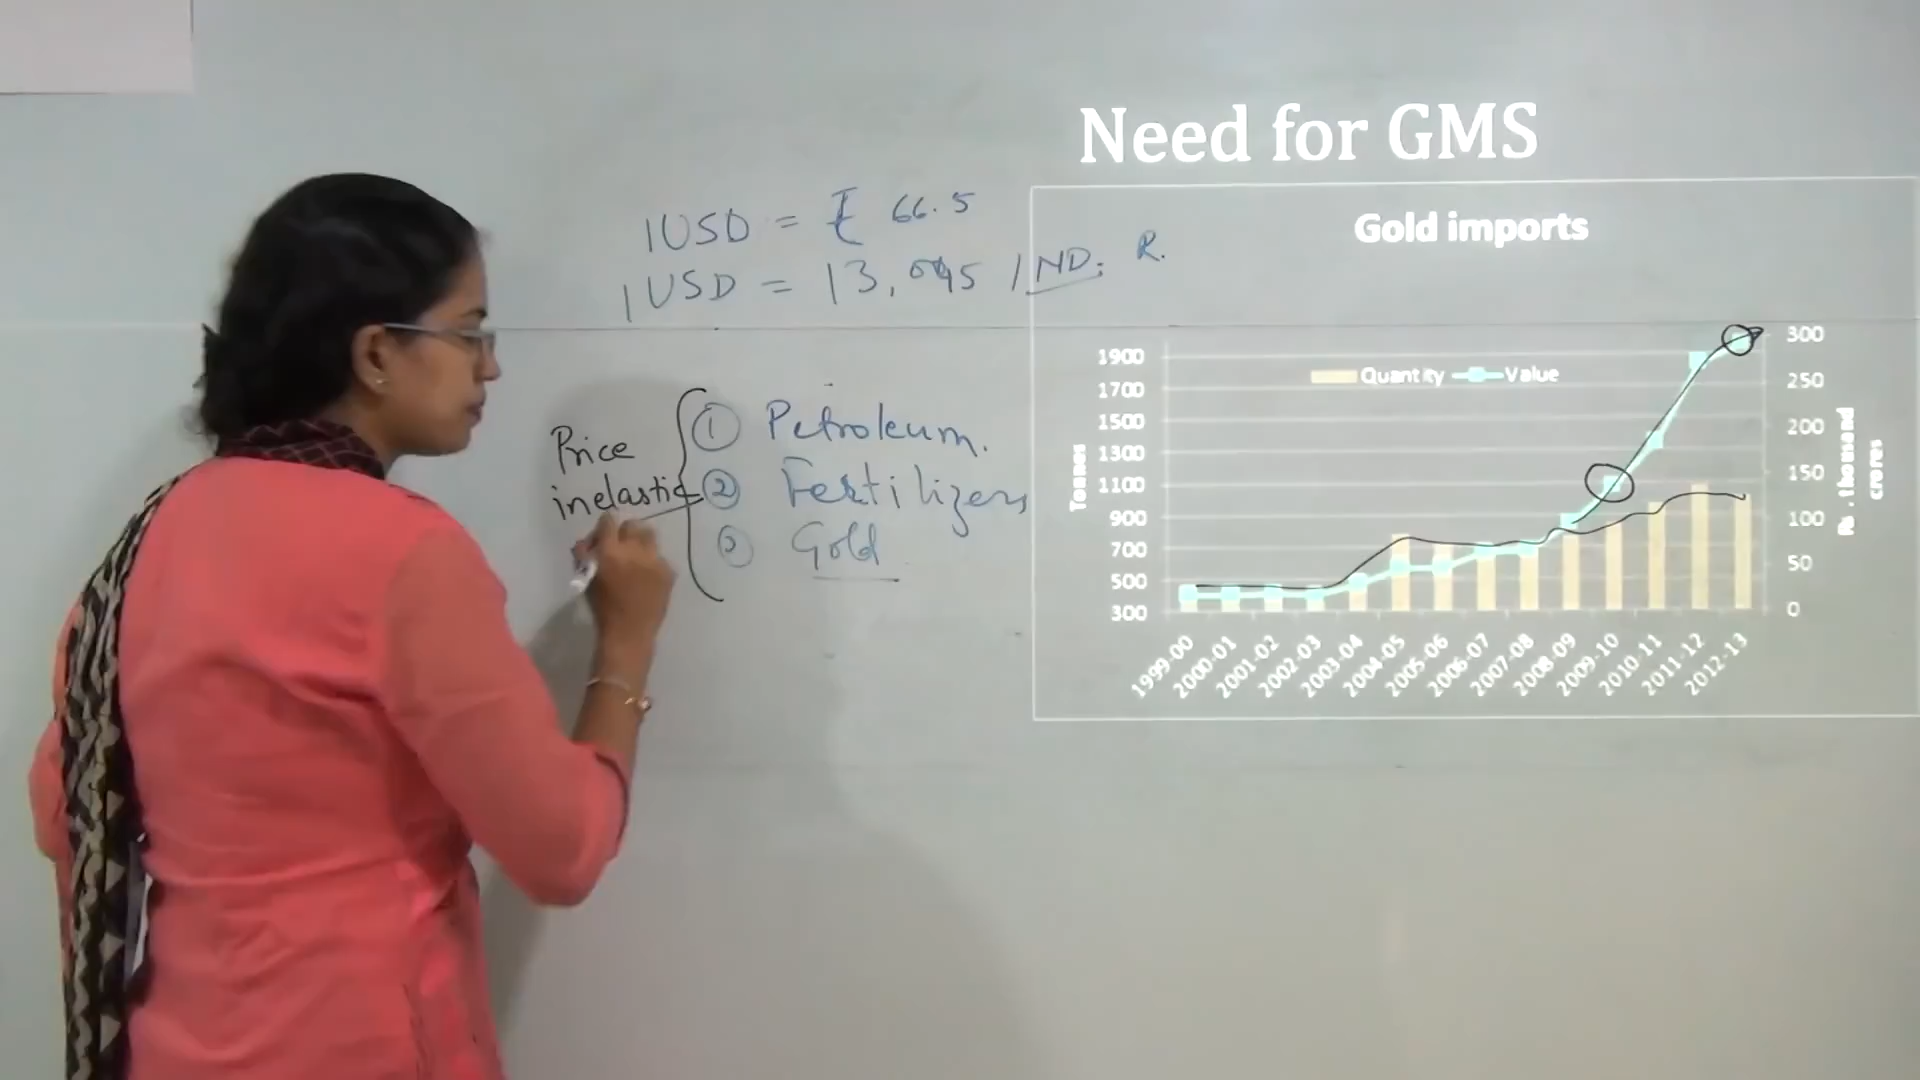 Need for GMS
1USD = ₹ 66.5
1USD = 13,095 IND. R.
Price
inelastic
① Petroleum.
② Fertilizers
③ Gold
Gold imports
Quantity Value
Tonnes
1900
1700
1500
1300
1100
900
700
500
300
300
250
200
150
100
50
0
Rs. thousand
crores
1999-00
2000-01
2001-02
2002-03
2003-04
2004-05
2005-06
2006-07
2007-08
2008-09
2009-10
2010-11
2011-12
2012-13